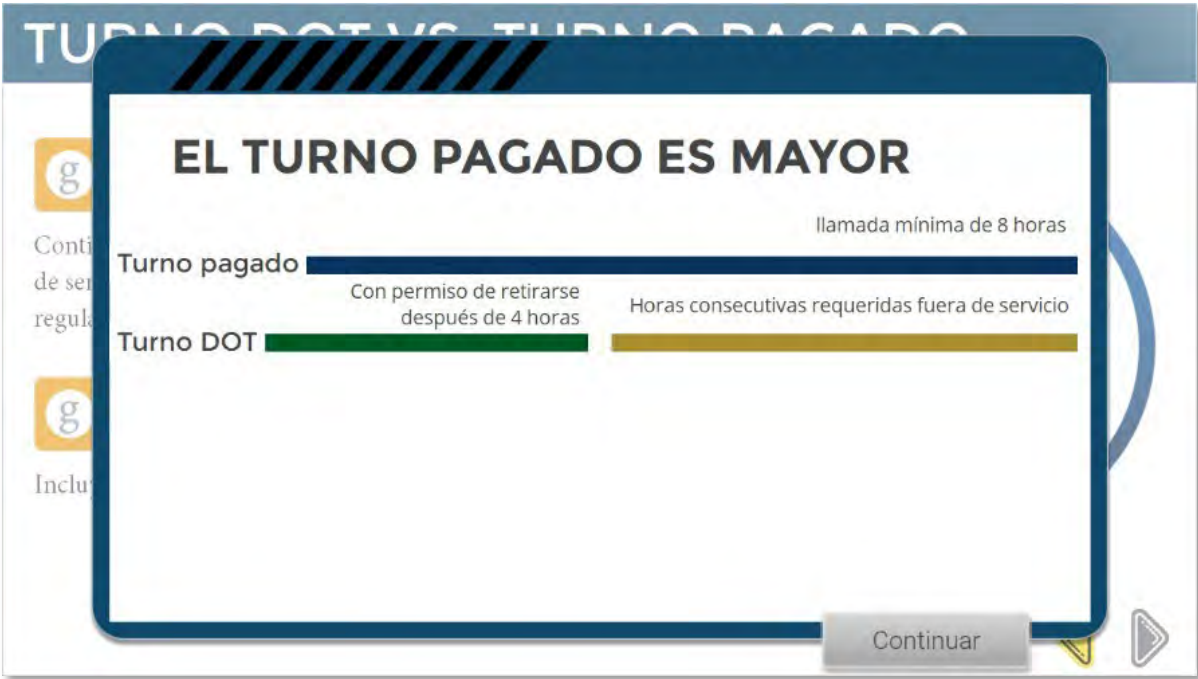 EL TURNO PAGADO ES MAYOR
llamada mínima de 8 horas
Turno pagado
Con permiso de retirarse
después de 4 horas
Horas consecutivas requeridas fuera de servicio
Turno DOT
g
g
Continuar